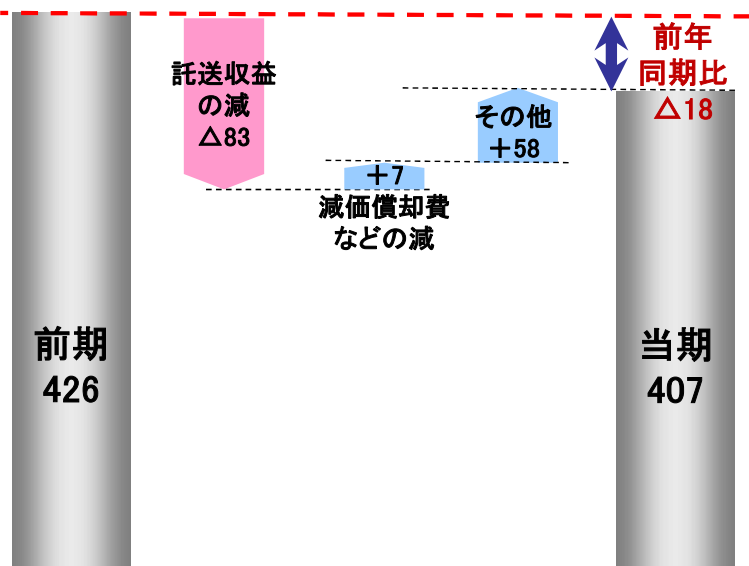 前期
426
託送収益
の減
△83
+7
減価償却費
などの減
その他
+58
前年
同期比
△18
当期
407